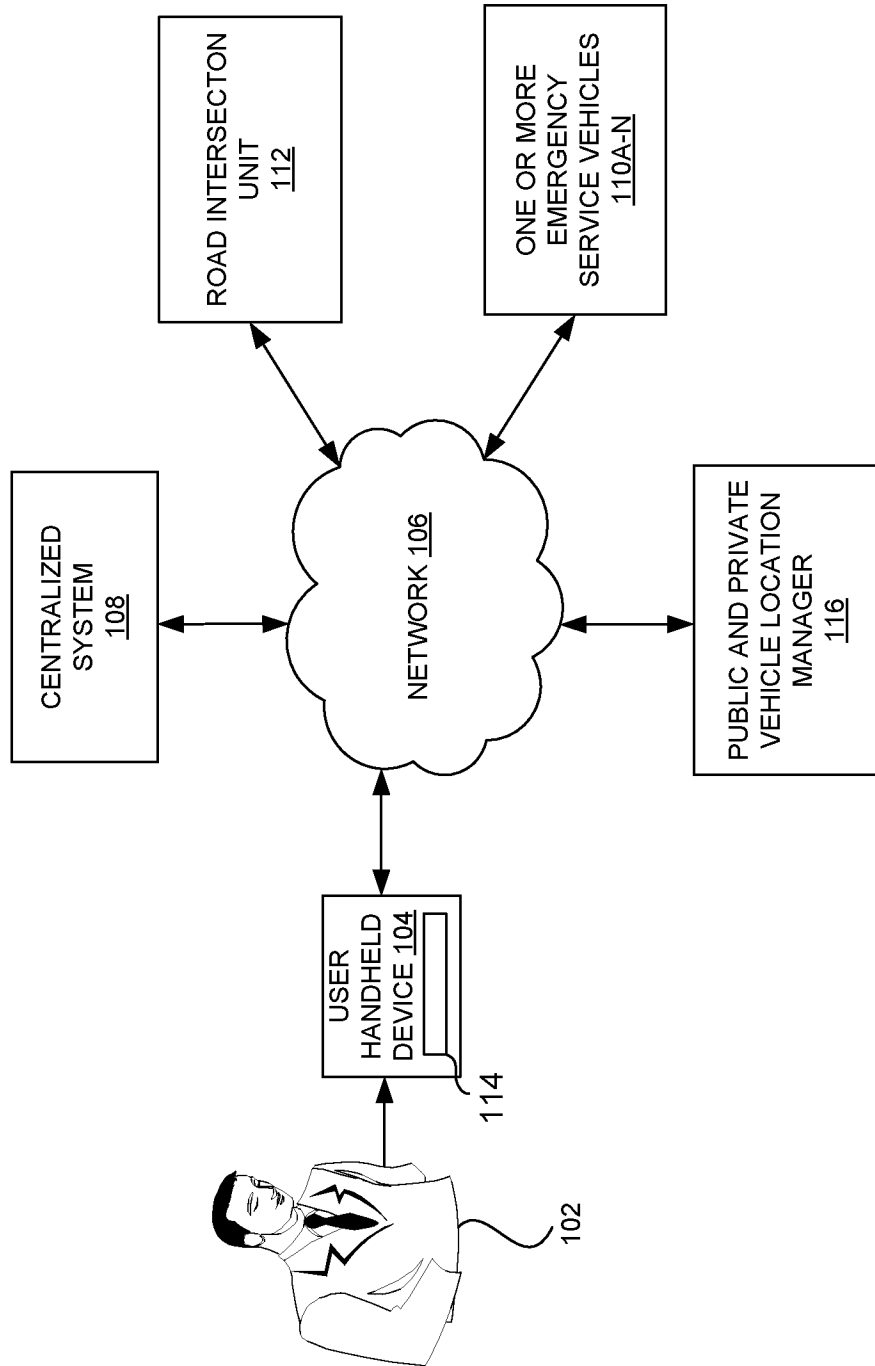 CENTRALIZED
SYSTEM
108
ROAD INTERSECTON
UNIT
112
USER
HANDHELD
DEVICE 104
114
102
NETWORK 106
PUBLIC AND PRIVATE
VEHICLE LOCATION
MANAGER
116
ONE OR MORE
EMERGENCY
SERVICE VEHICLES
110A-N